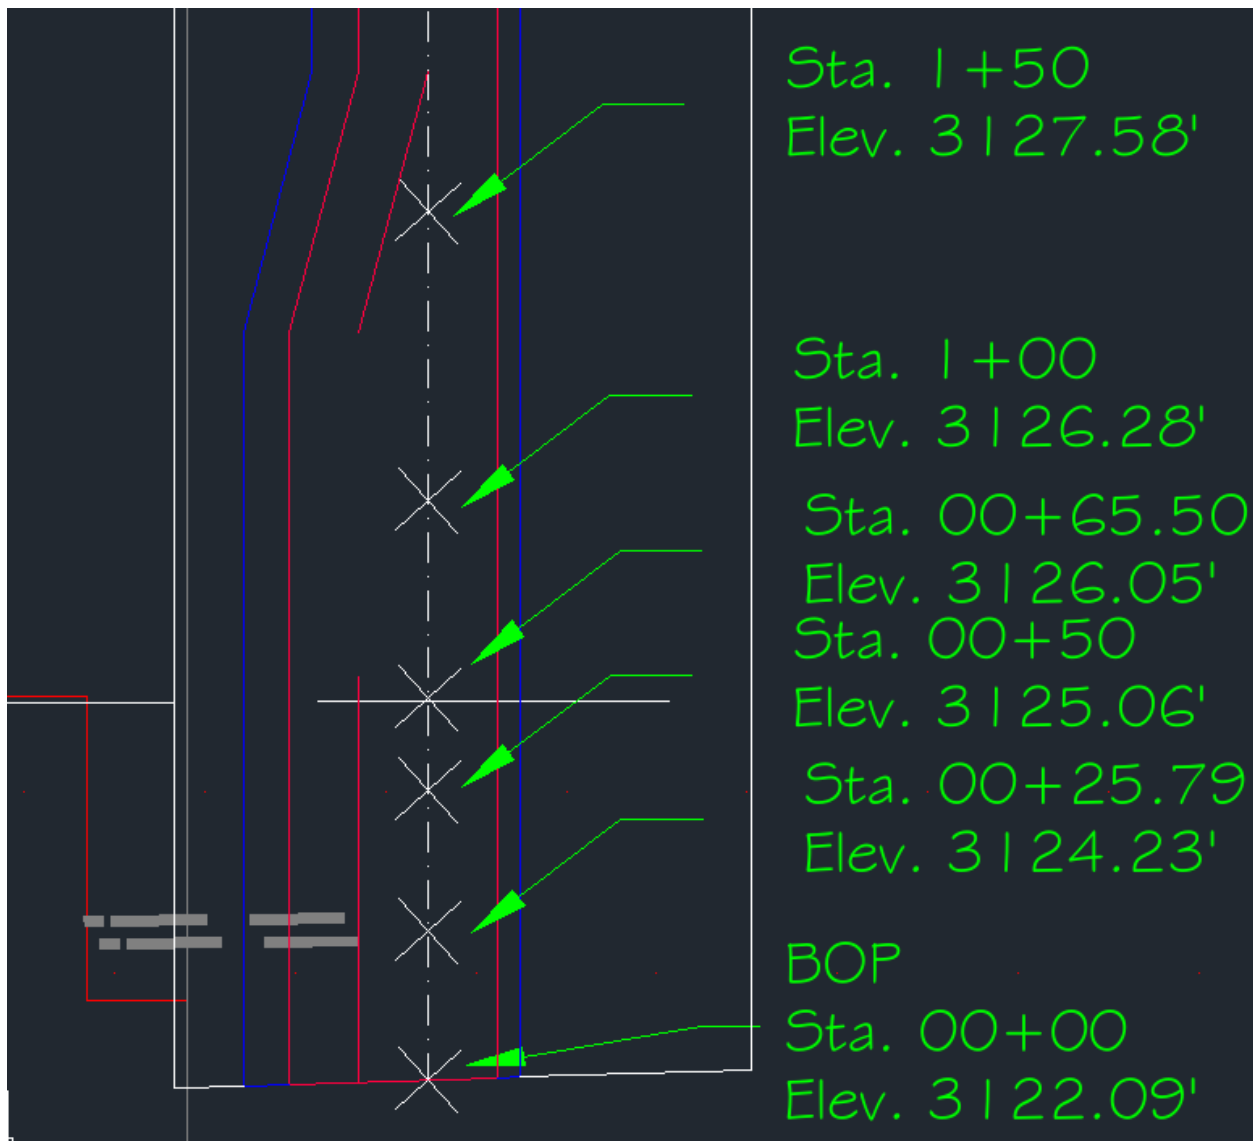 Sta. 1+50
Elev. 3127.58'
Sta. 1+00
Elev. 3126.28'
Sta. 00+65.50
Elev. 3126.05'
Sta. 00+50
Elev. 3125.06'
Sta. 00+25.79
Elev. 3124.23'
BOP
Sta. 00+00
Elev. 3122.09'